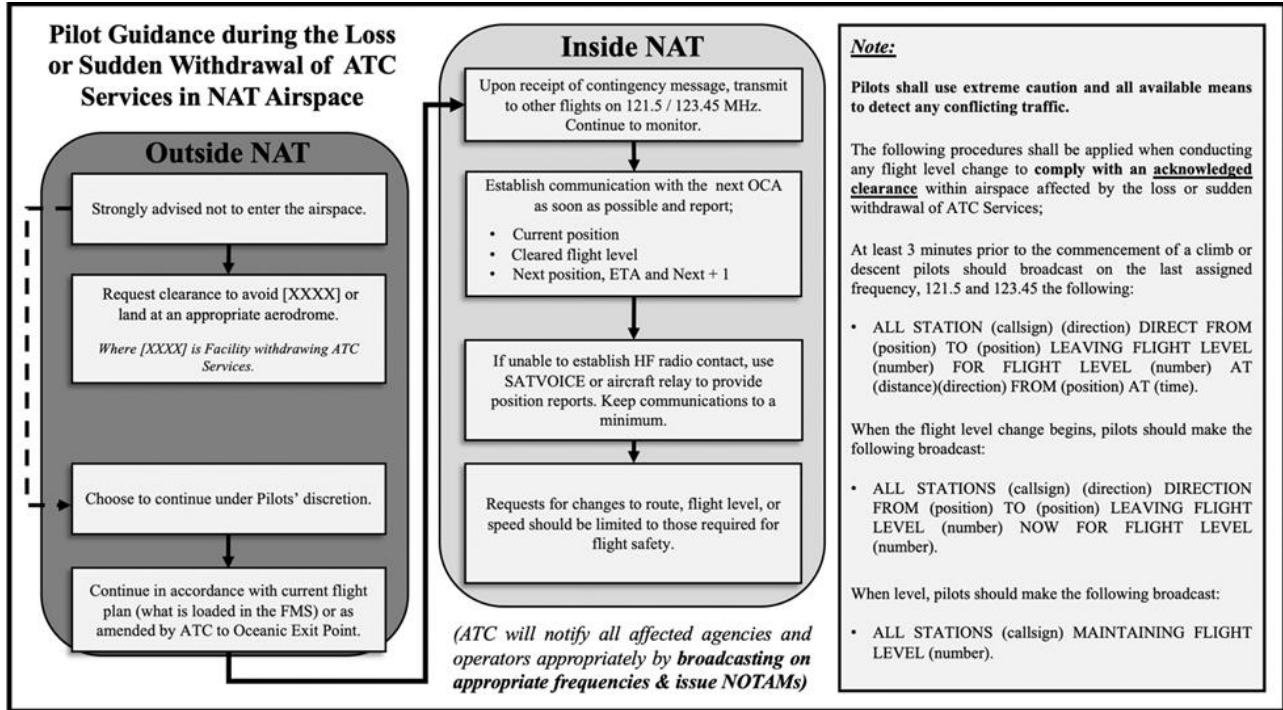 Pilot Guidance during the Loss
or Sudden Withdrawal of ATC
Services in NAT Airspace
Outside NAT
Strongly advised not to enter the airspace.
Request clearance to avoid [XXXX] or
land at an appropriate aerodrome.
Where [XXXX] is Facility withdrawing ATC
Services.
Choose to continue under Pilots’ discretion.
Continue in accordance with current flight
plan (what is loaded in the FMS) or as
amended by ATC to Oceanic Exit Point.
Inside NAT
Upon receipt of contingency message, transmit
to other flights on 121.5 / 123.45 MHz.
Continue to monitor.
Establish communication with the next OCA
as soon as possible and report;
• Current position
• Cleared flight level
• Next position, ETA and Next + 1
If unable to establish HF radio contact, use
SATVOICE or aircraft relay to provide
position reports. Keep communications to a
minimum.
Requests for changes to route, flight level, or
speed should be limited to those required for
flight safety.
(ATC will notify all affected agencies and
operators appropriately by broadcasting on
appropriate frequencies & issue NOTAMs)
Note:
Pilots shall use extreme caution and all available means
to detect any conflicting traffic.
The following procedures shall be applied when conducting
any flight level change to comply with an acknowledged
clearance within airspace affected by the loss or sudden
withdrawal of ATC Services;
At least 3 minutes prior to the commencement of a climb or
descent pilots should broadcast on the last assigned
frequency, 121.5 and 123.45 the following:
• ALL STATION (callsign) (direction) DIRECT FROM
(position) TO (position) LEAVING FLIGHT LEVEL
(number) FOR FLIGHT LEVEL (number) AT
(distance)(direction) FROM (position) AT (time).
When the flight level change begins, pilots should make the
following broadcast:
• ALL STATIONS (callsign) (direction) DIRECTION
FROM (position) TO (position) LEAVING FLIGHT
LEVEL (number) NOW FOR FLIGHT LEVEL
(number).
When level, pilots should make the following broadcast:
• ALL STATIONS (callsign) MAINTAINING FLIGHT
LEVEL (number).